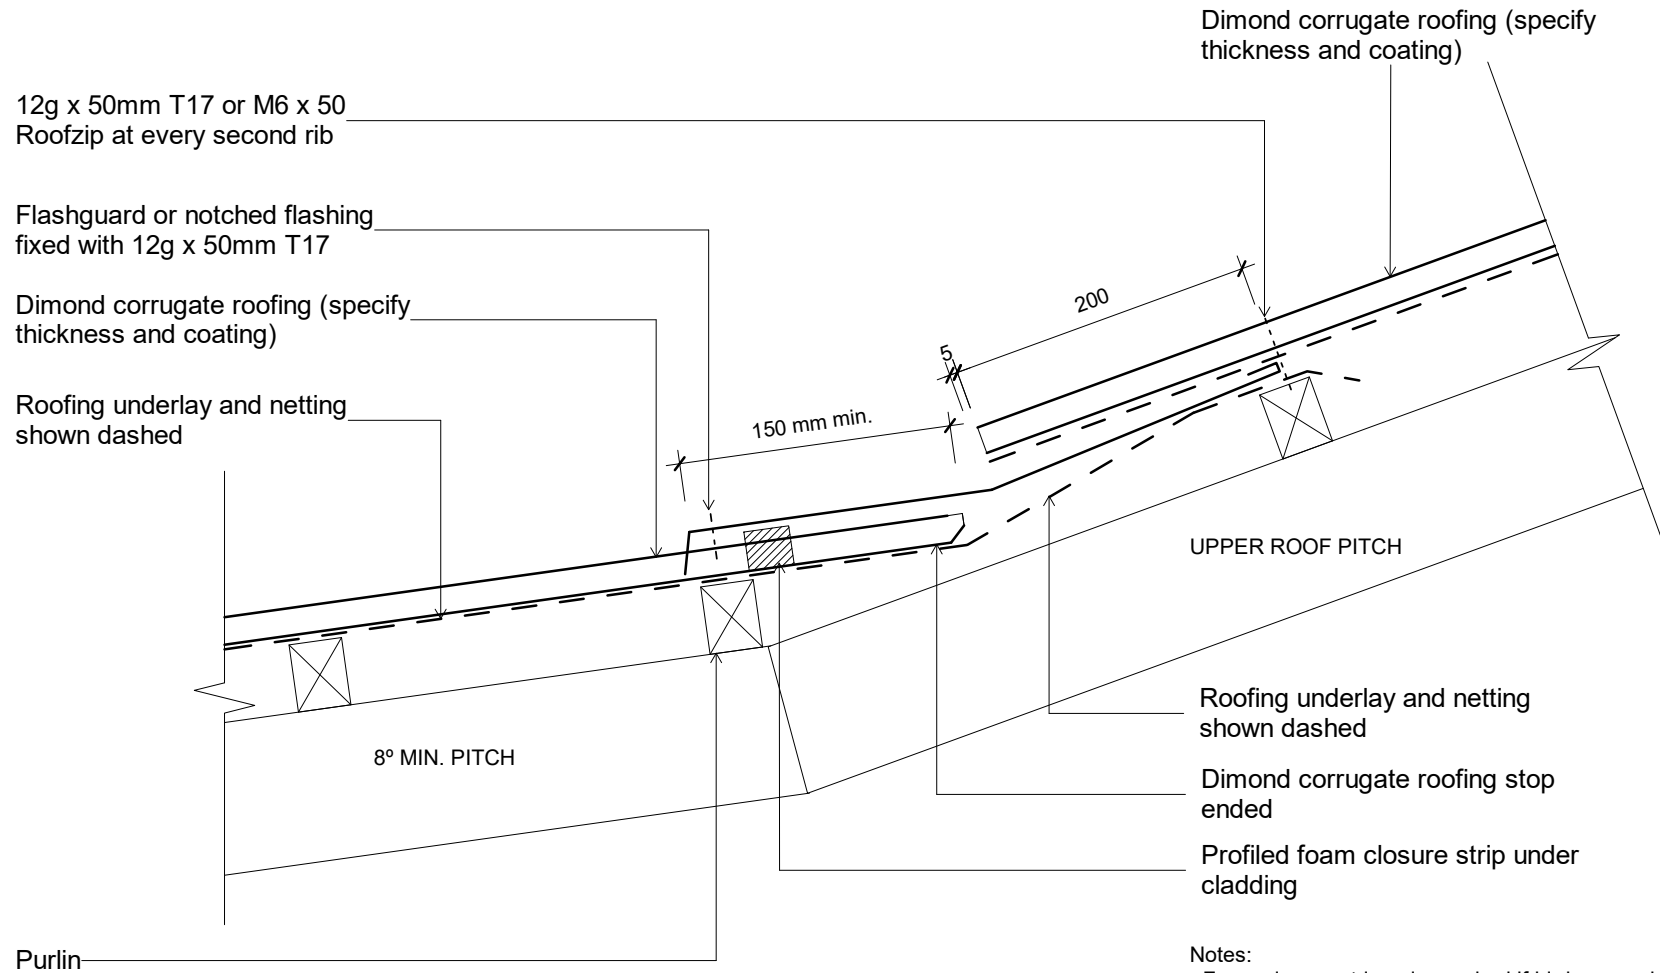 Dimond corrugate roofing (specify
thickness and coating)
12g x 50mm T17 or M6 x 50
Roofzip at every second rib
Flashguard or notched flashing
fixed with 12g x 50mm T17
Dimond corrugate roofing (specify
thickness and coating)
Roofing underlay and netting
shown dashed
200
5
150 mm min.
UPPER ROOF PITCH
8º MIN. PITCH
Roofing underlay and netting
shown dashed
Dimond corrugate roofing stop
ended
Profiled foam closure strip under
cladding
Purlin
Notes: